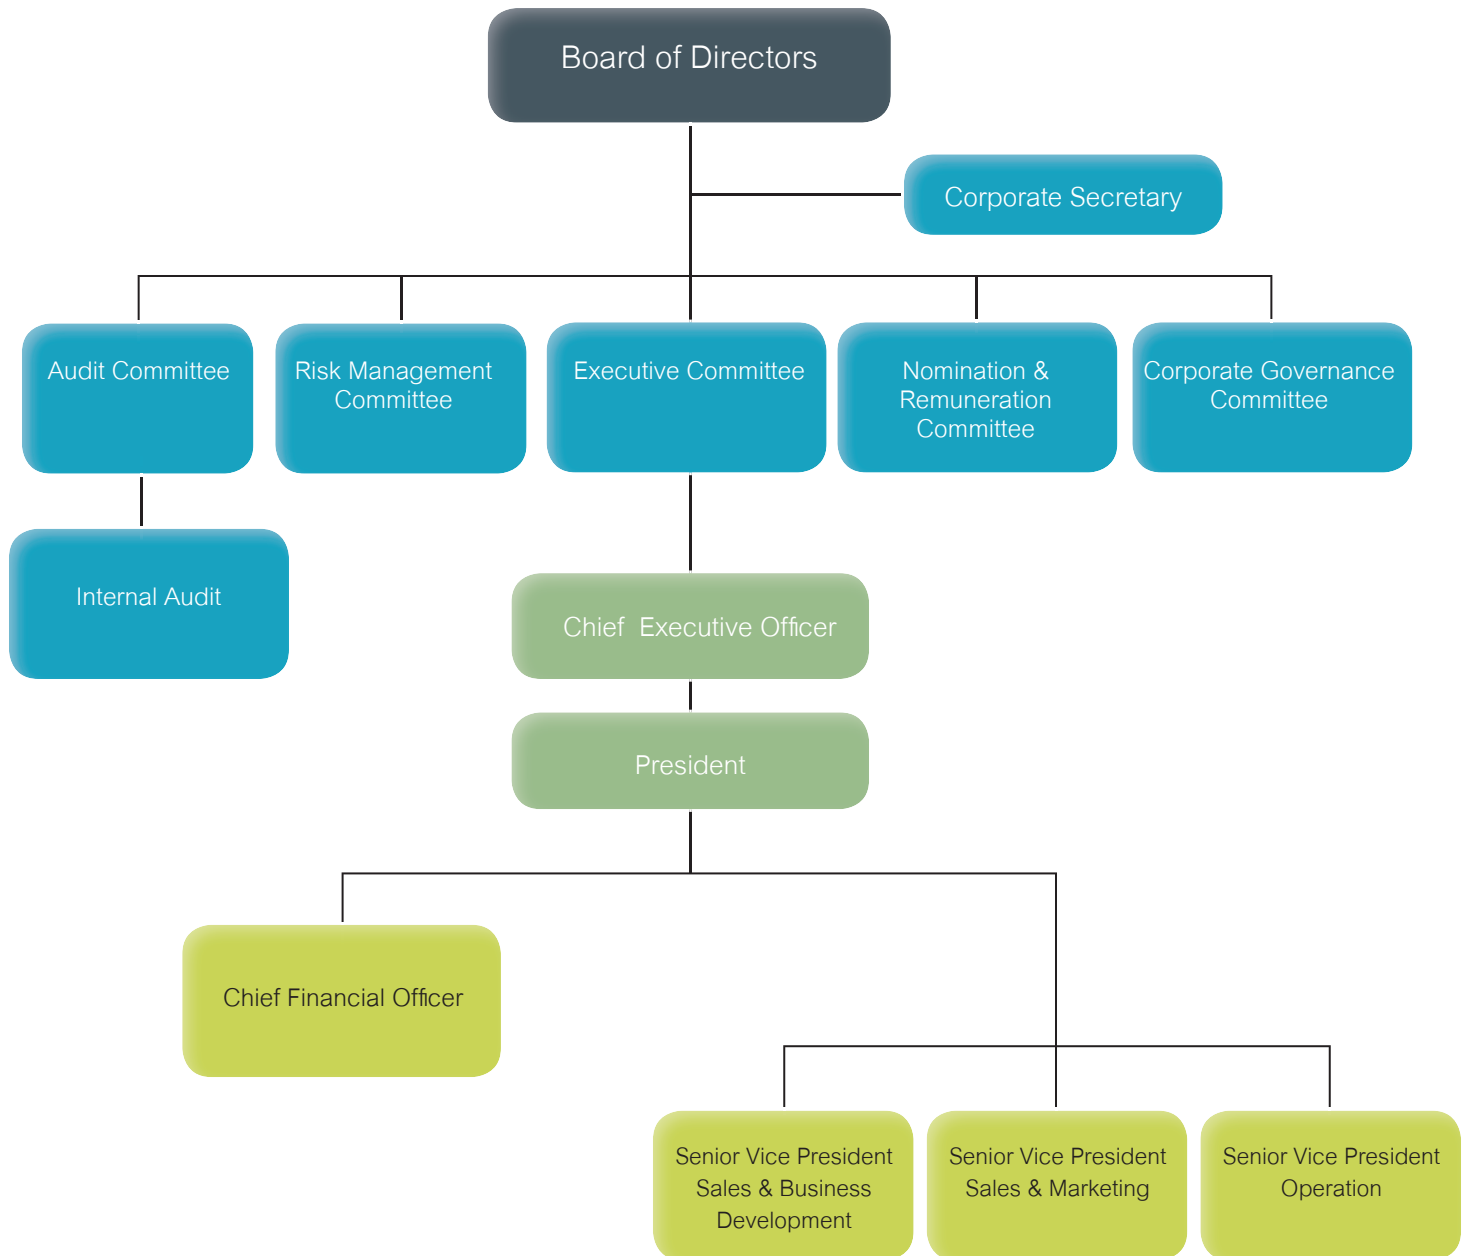 Board of Directors
Corporate Secretary
Audit Committee
Risk Management
Committee
Executive Committee
Nomination &
Remuneration
Committee
Corporate Governance
Committee
Internal Audit
Chief Executive Officer
President
Chief Financial Officer
Senior Vice President
Sales & Business
Development
Senior Vice President
Sales & Marketing
Senior Vice President
Operation